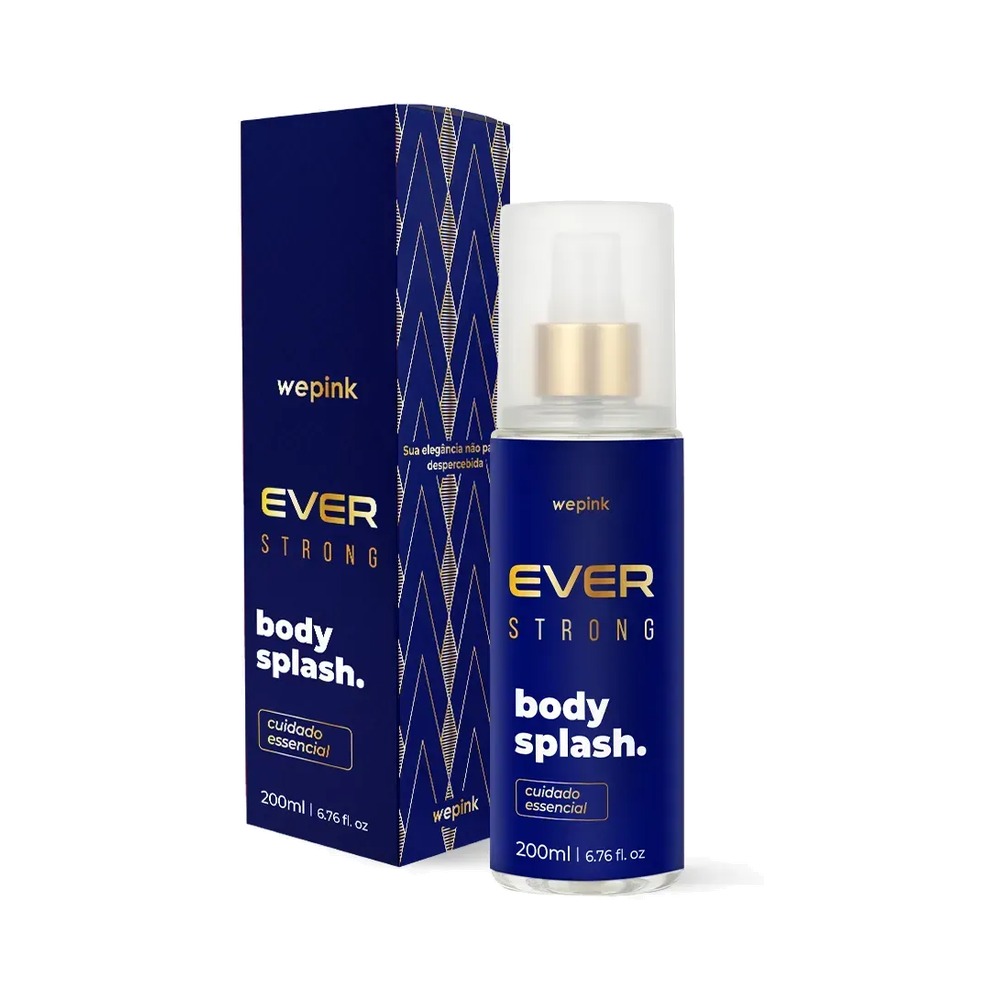 wepink
EVER
STRONG
body
splash.
cuidado
essencial
200ml | 6.76 fl. oz
Sua elegância não
despercebida
wepink
wepink
EVER
STRONG
body
splash.
cuidado
essencial
200ml | 6.76 fl. oz